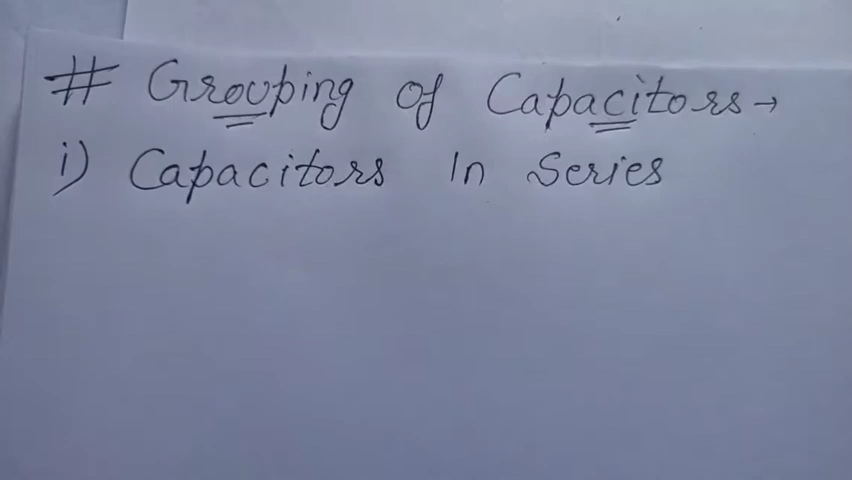 # Grouping of Capacitors →
i) Capacitors In Series